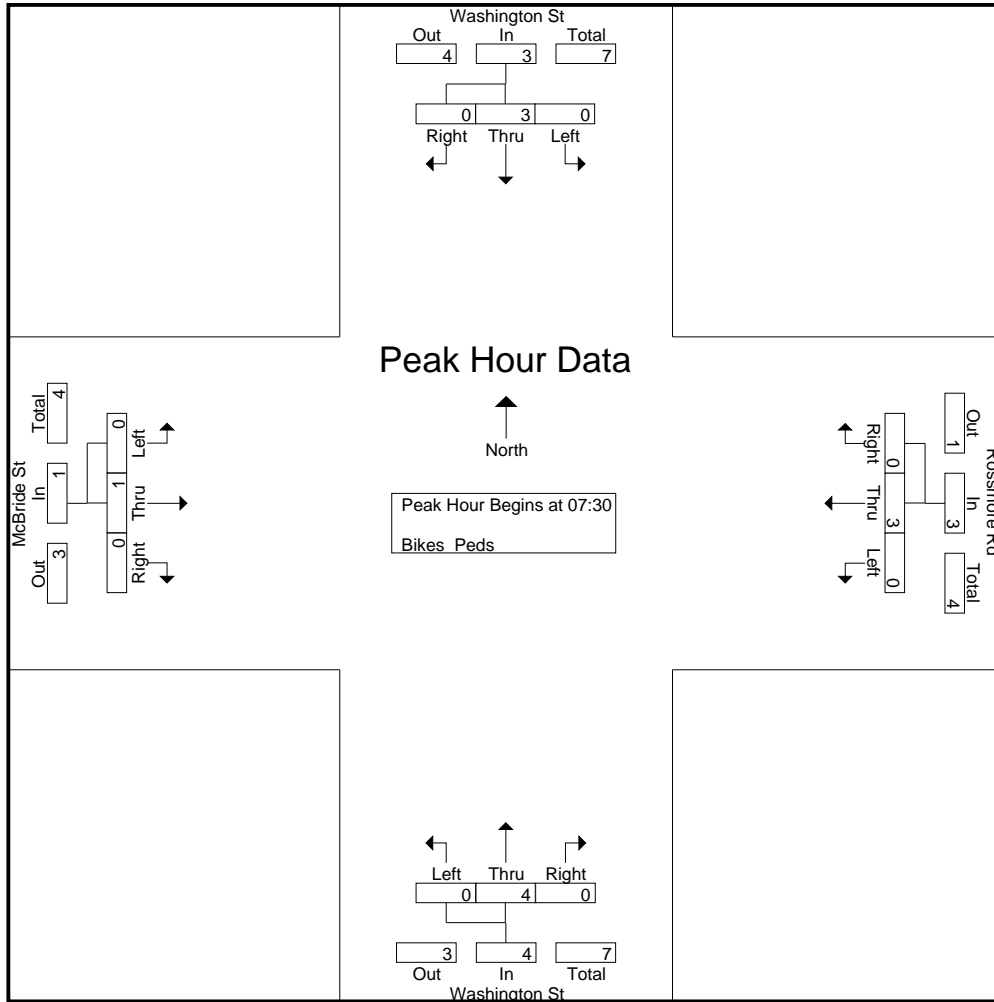 Washington St
Out In Total
4 3 7
0 3 0
Right Thru Left
Peak Hour Data
North
Peak Hour Begins at 07:30
Bikes Peds
McBride St
Total In Out
4 1 3
0 1 0
Left Thru Right
Rossmore Rd
Out In Total
1 3 4
0 3 0
Right Thru Left
Left Thru Right
0 4 0
3 4 7
Out In Total
Washington St